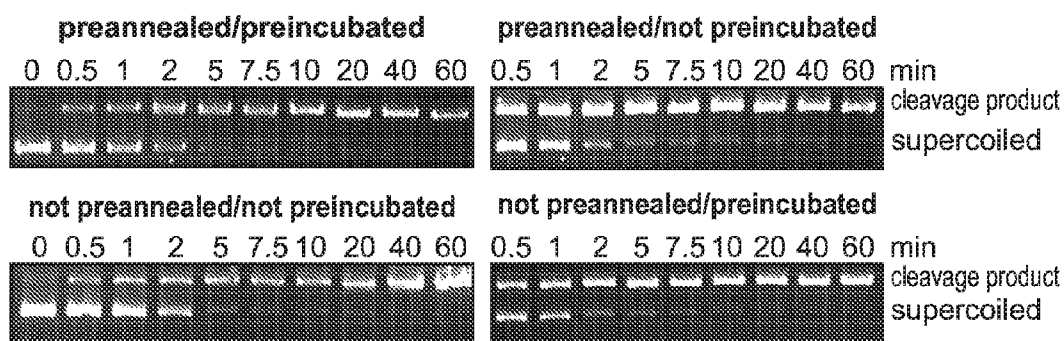 preannealed/preincubated
preannealed/not preincubated
0 0.5 1 2 5 7.5 10 20 40 60
0.5 1 2 5 7.5 10 20 40 60 min
cleavage product
supercoiled
not preannealed/not preincubated
not preannealed/preincubated
0 0.5 1 2 5 7.5 10 20 40 60
0.5 1 2 5 7.5 10 20 40 60 min
cleavage product
supercoiled